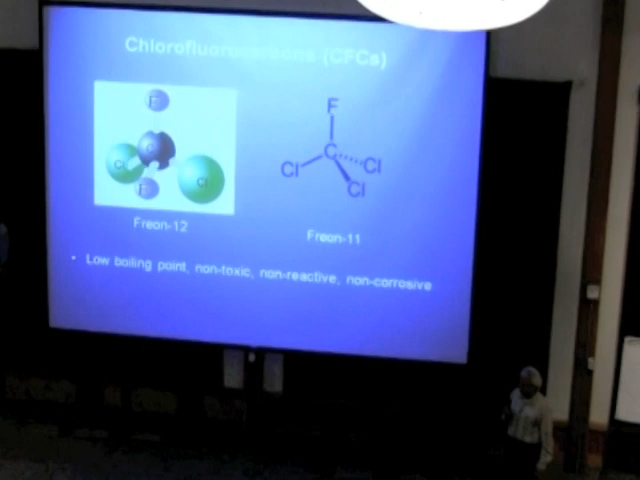 Chlorofluorocarbons (CFCs)
F
C
Cl
Cl
F
F
C
Cl
Cl
Cl
Freon-12
Freon-11
• Low boiling point, non-toxic, non-reactive, non-corrosive